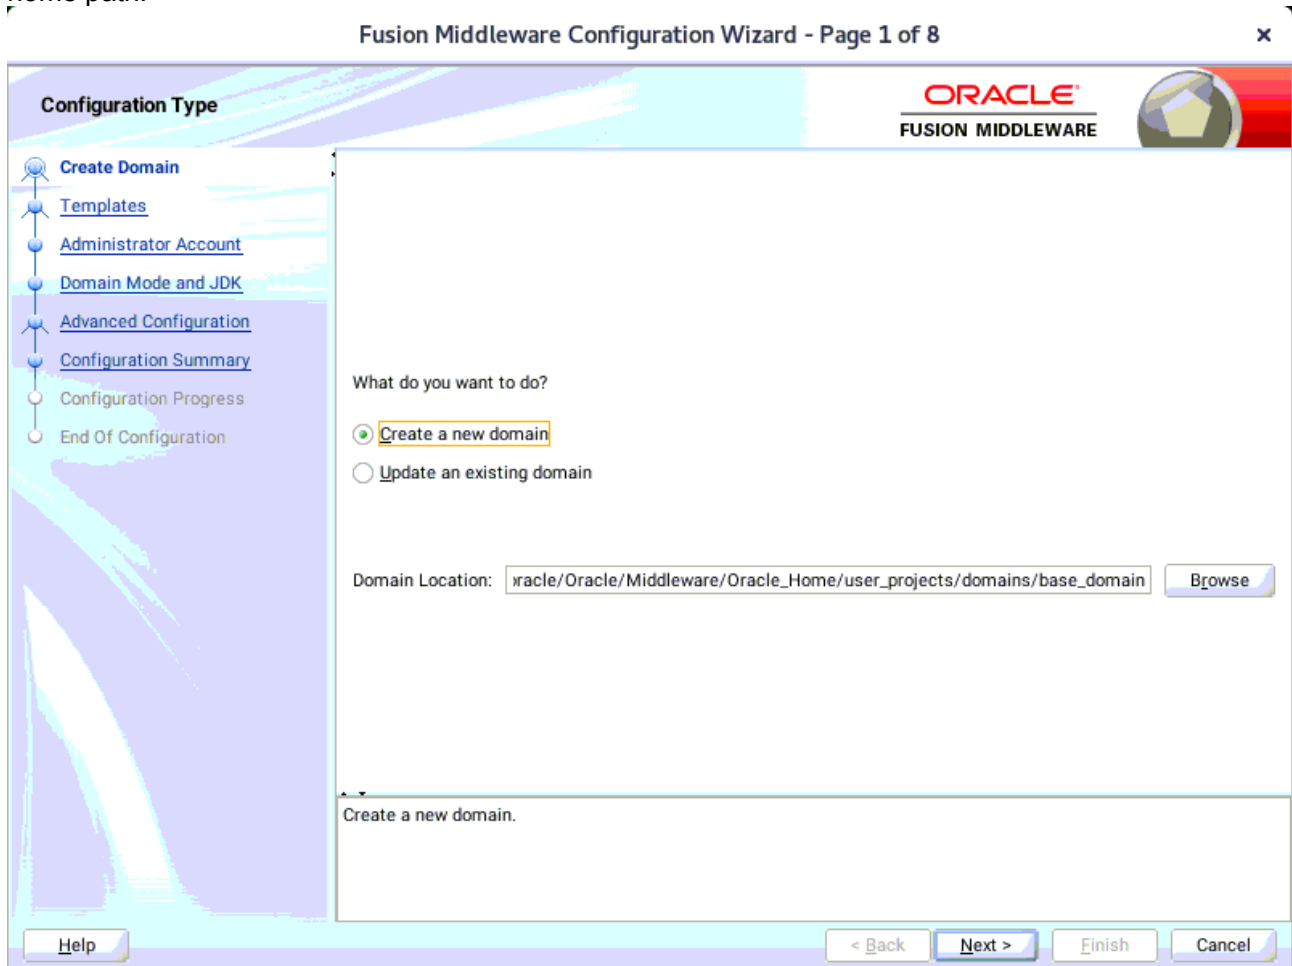 Fusion Middleware Configuration Wizard - Page 1 of 8
Configuration Type
ORACLE
FUSION MIDDLEWARE
Create Domain
Templates
Administrator Account
Domain Mode and JDK
Advanced Configuration
Configuration Summary
Configuration Progress
End Of Configuration
What do you want to do?
Create a new domain
Update an existing domain
Domain Location: racle/Oracle/Middleware/Oracle_Home/user_projects/domains/base_domain Browse
Create a new domain.
Help < Back Next > Finish Cancel